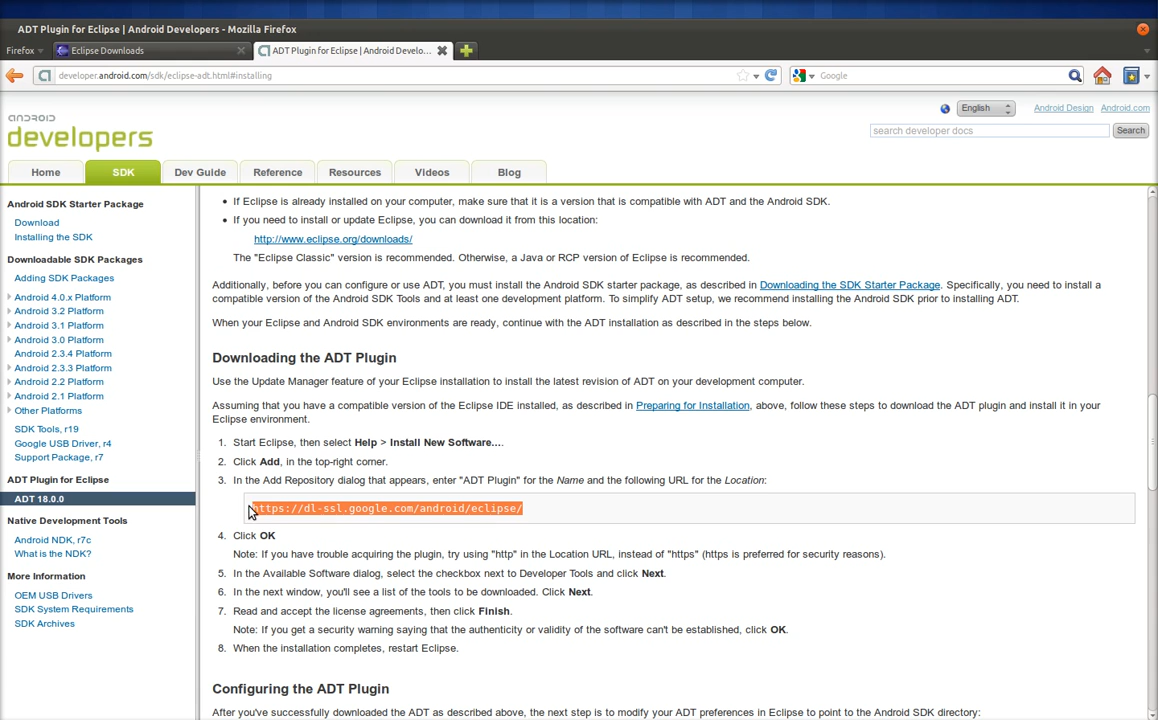 ADT Plugin for Eclipse | Android Developers - Mozilla Firefox
Firefox
Eclipse Downloads
ADT Plugin for Eclipse | Android Develo...
developer.android.com/sdk/eclipse-adt.html#installing
Google
English
Android Design
Android.com
android
developers
search developer docs
Search
Home
SDK
Dev Guide
Reference
Resources
Videos
Blog
Android SDK Starter Package
Download
Installing the SDK
Downloadable SDK Packages
Adding SDK Packages
Android 4.0.x Platform
Android 3.2 Platform
Android 3.1 Platform
Android 3.0 Platform
Android 2.3.4 Platform
Android 2.3.3 Platform
Android 2.2 Platform
Android 2.1 Platform
Other Platforms
SDK Tools, r19
Google USB Driver, r4
Support Package, r7
ADT Plugin for Eclipse
ADT 18.0.0
Native Development Tools
Android NDK, r7c
What is the NDK?
More Information
OEM USB Drivers
SDK System Requirements
SDK Archives
• If Eclipse is already installed on your computer, make sure that it is a version that is compatible with ADT and the Android SDK.
• If you need to install or update Eclipse, you can download it from this location:
http://www.eclipse.org/downloads/
The "Eclipse Classic" version is recommended. Otherwise, a Java or RCP version of Eclipse is recommended.
Additionally, before you can configure or use ADT, you must install the Android SDK starter package, as described in Downloading the SDK Starter Package. Specifically, you need to install a
compatible version of the Android SDK Tools and at least one development platform. To simplify ADT setup, we recommend installing the Android SDK prior to installing ADT.
When your Eclipse and Android SDK environments are ready, continue with the ADT installation as described in the steps below.
Downloading the ADT Plugin
Use the Update Manager feature of your Eclipse installation to install the latest revision of ADT on your development computer.
Assuming that you have a compatible version of the Eclipse IDE installed, as described in Preparing for Installation, above, follow these steps to download the ADT plugin and install it in your
Eclipse environment.
1. Start Eclipse, then select Help > Install New Software....
2. Click Add, in the top-right corner.
3. In the Add Repository dialog that appears, enter "ADT Plugin" for the Name and the following URL for the Location:
https://dl-ssl.google.com/android/eclipse/
4. Click OK
Note: If you have trouble acquiring the plugin, try using "http" in the Location URL, instead of "https" (https is preferred for security reasons).
5. In the Available Software dialog, select the checkbox next to Developer Tools and click Next.
6. In the next window, you'll see a list of the tools to be downloaded. Click Next.
7. Read and accept the license agreements, then click Finish.
Note: If you get a security warning saying that the authenticity or validity of the software can't be established, click OK.
8. When the installation completes, restart Eclipse.
Configuring the ADT Plugin
After you've successfully downloaded the ADT as described above, the next step is to modify your ADT preferences in Eclipse to point to the Android SDK directory: